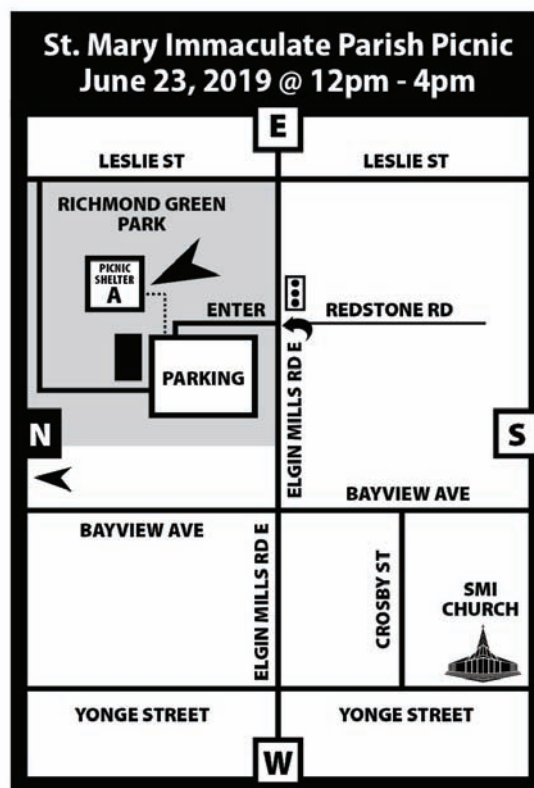 St. Mary Immaculate Parish Picnic
June 23, 2019 @ 12pm - 4pm
E
LESLIE ST
LESLIE ST
RICHMOND GREEN
PARK
PICNIC
SHELTER
A
ENTER
REDSTONE RD
PARKING
ELGIN MILLS RD E
N
S
BAYVIEW AVE
BAYVIEW AVE
ELGIN MILLS RD E
CROSBY ST
SMI
CHURCH
YONGE STREET
YONGE STREET
W